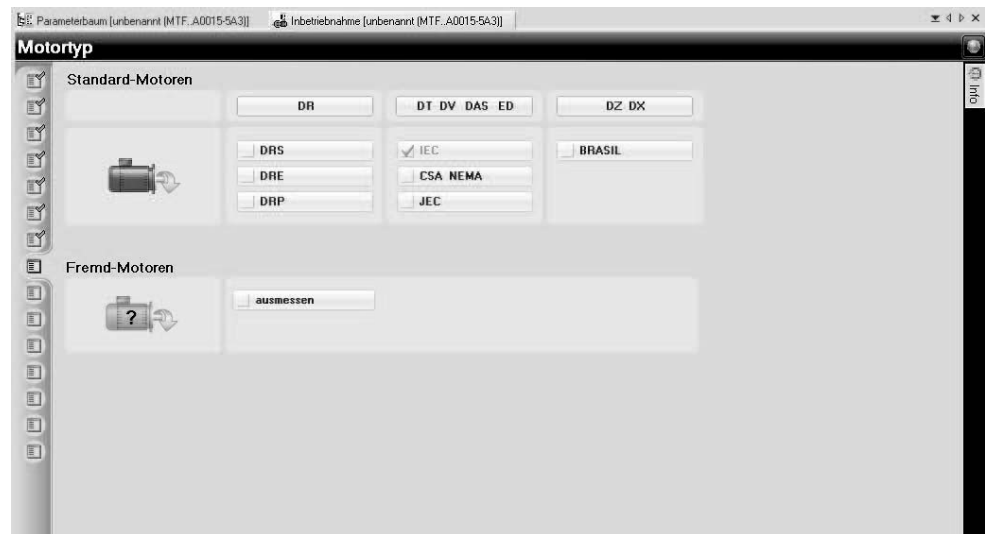 Parameterbaum [unbenannt (MTF..A0015-5A3)] Inbetriebnahme [unbenannt (MTF..A0015-5A3)]
Motortyp
Info
Standard-Motoren
DR DT DV DAS ED DZ DX
DRS IEC BRASIL
DRE CSA NEMA
DRP JEC
Fremd-Motoren
? ausmessen